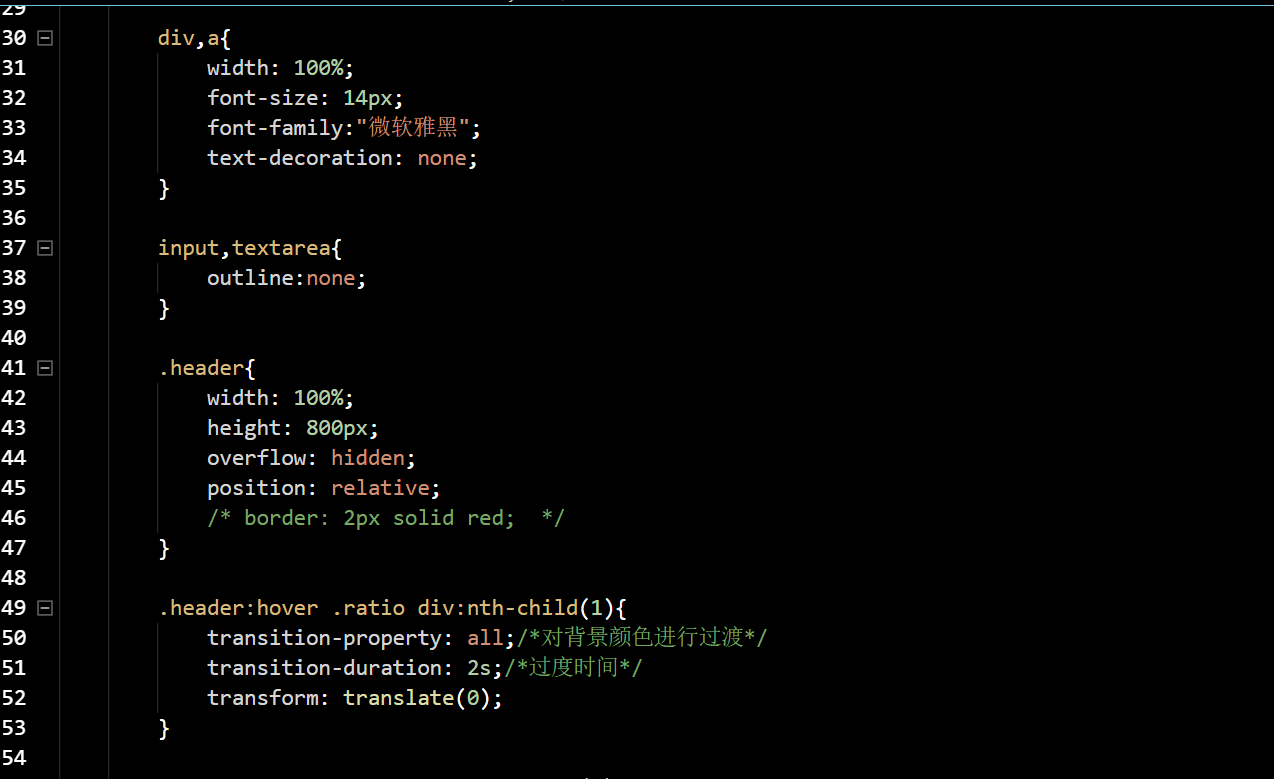 29
30 div,a{
31 width: 100%;
32 font-size: 14px;
33 font-family:"微软雅黑";
34 text-decoration: none;
35 }
36
37 input,textarea{
38 outline:none;
39 }
40
41 .header{
42 width: 100%;
43 height: 800px;
44 overflow: hidden;
45 position: relative;
46 /* border: 2px solid red;  */
47 }
48
49 .header:hover .ratio div:nth-child(1){
50 transition-property: all;/*对背景颜色进行过渡*/
51 transition-duration: 2s;/*过度时间*/
52 transform: translate(0);
53 }
54